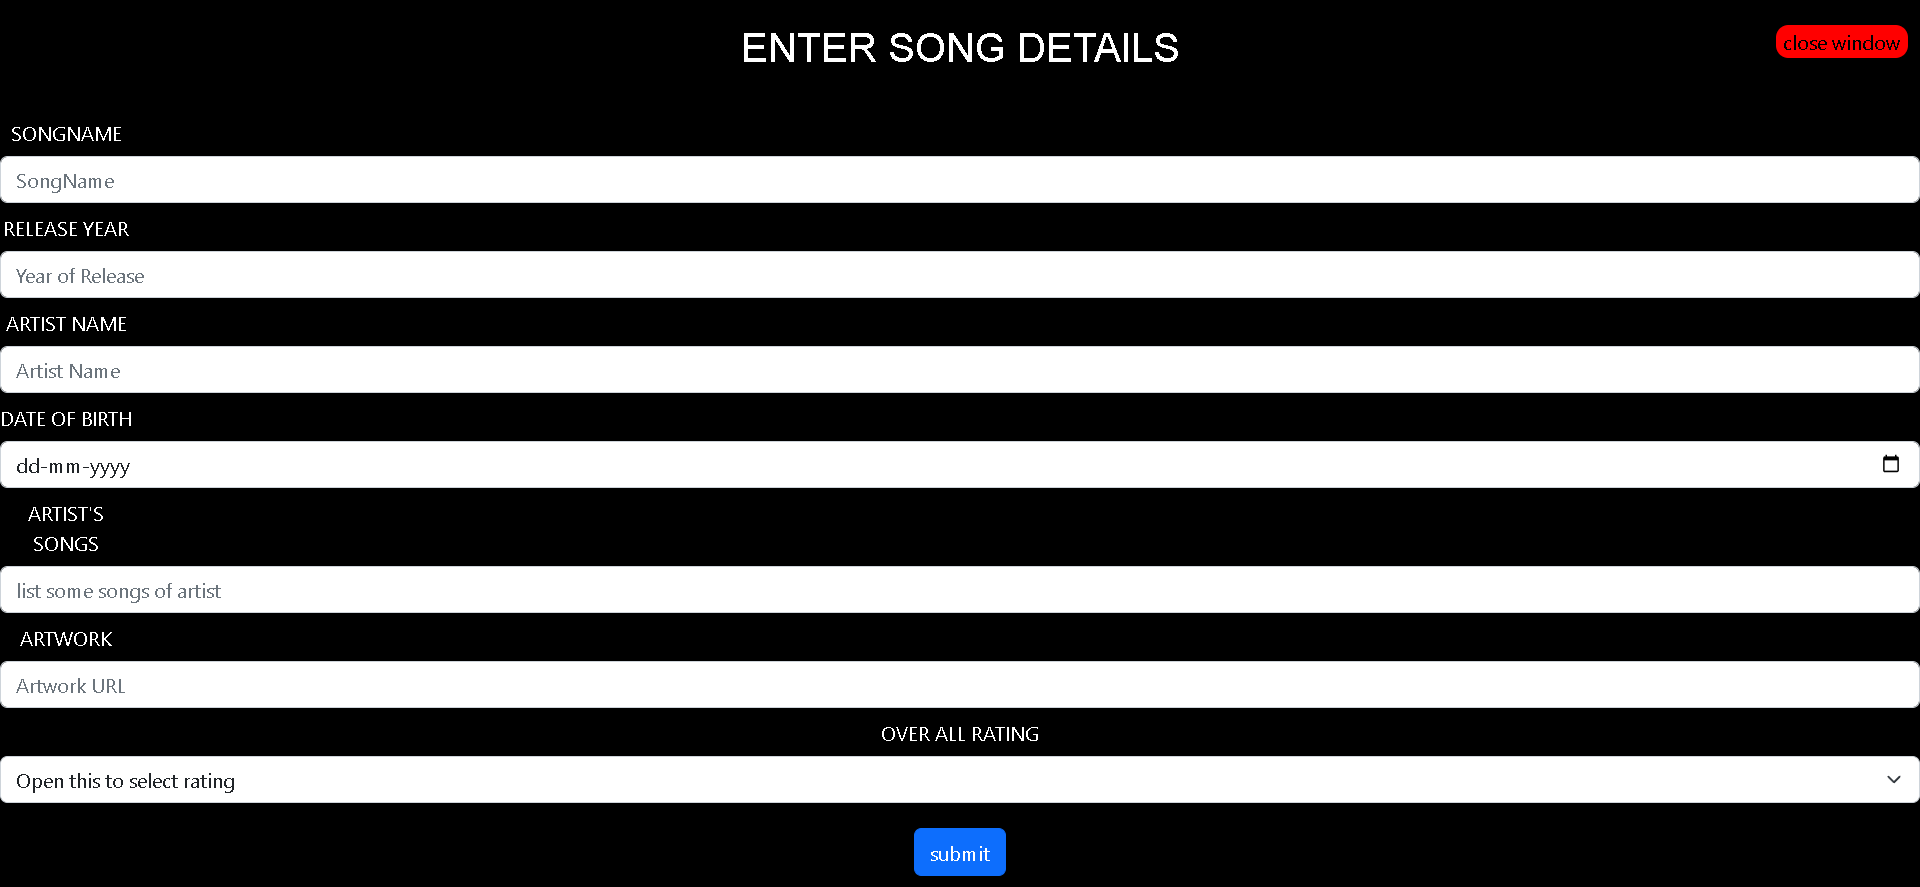 ENTER SONG DETAILS
close window
SONGNAME
SongName
RELEASE YEAR
Year of Release
ARTIST NAME
Artist Name
DATE OF BIRTH
dd-mm-yyyy
ARTIST'S
SONGS
list some songs of artist
ARTWORK
Artwork URL
OVER ALL RATING
Open this to select rating
submit